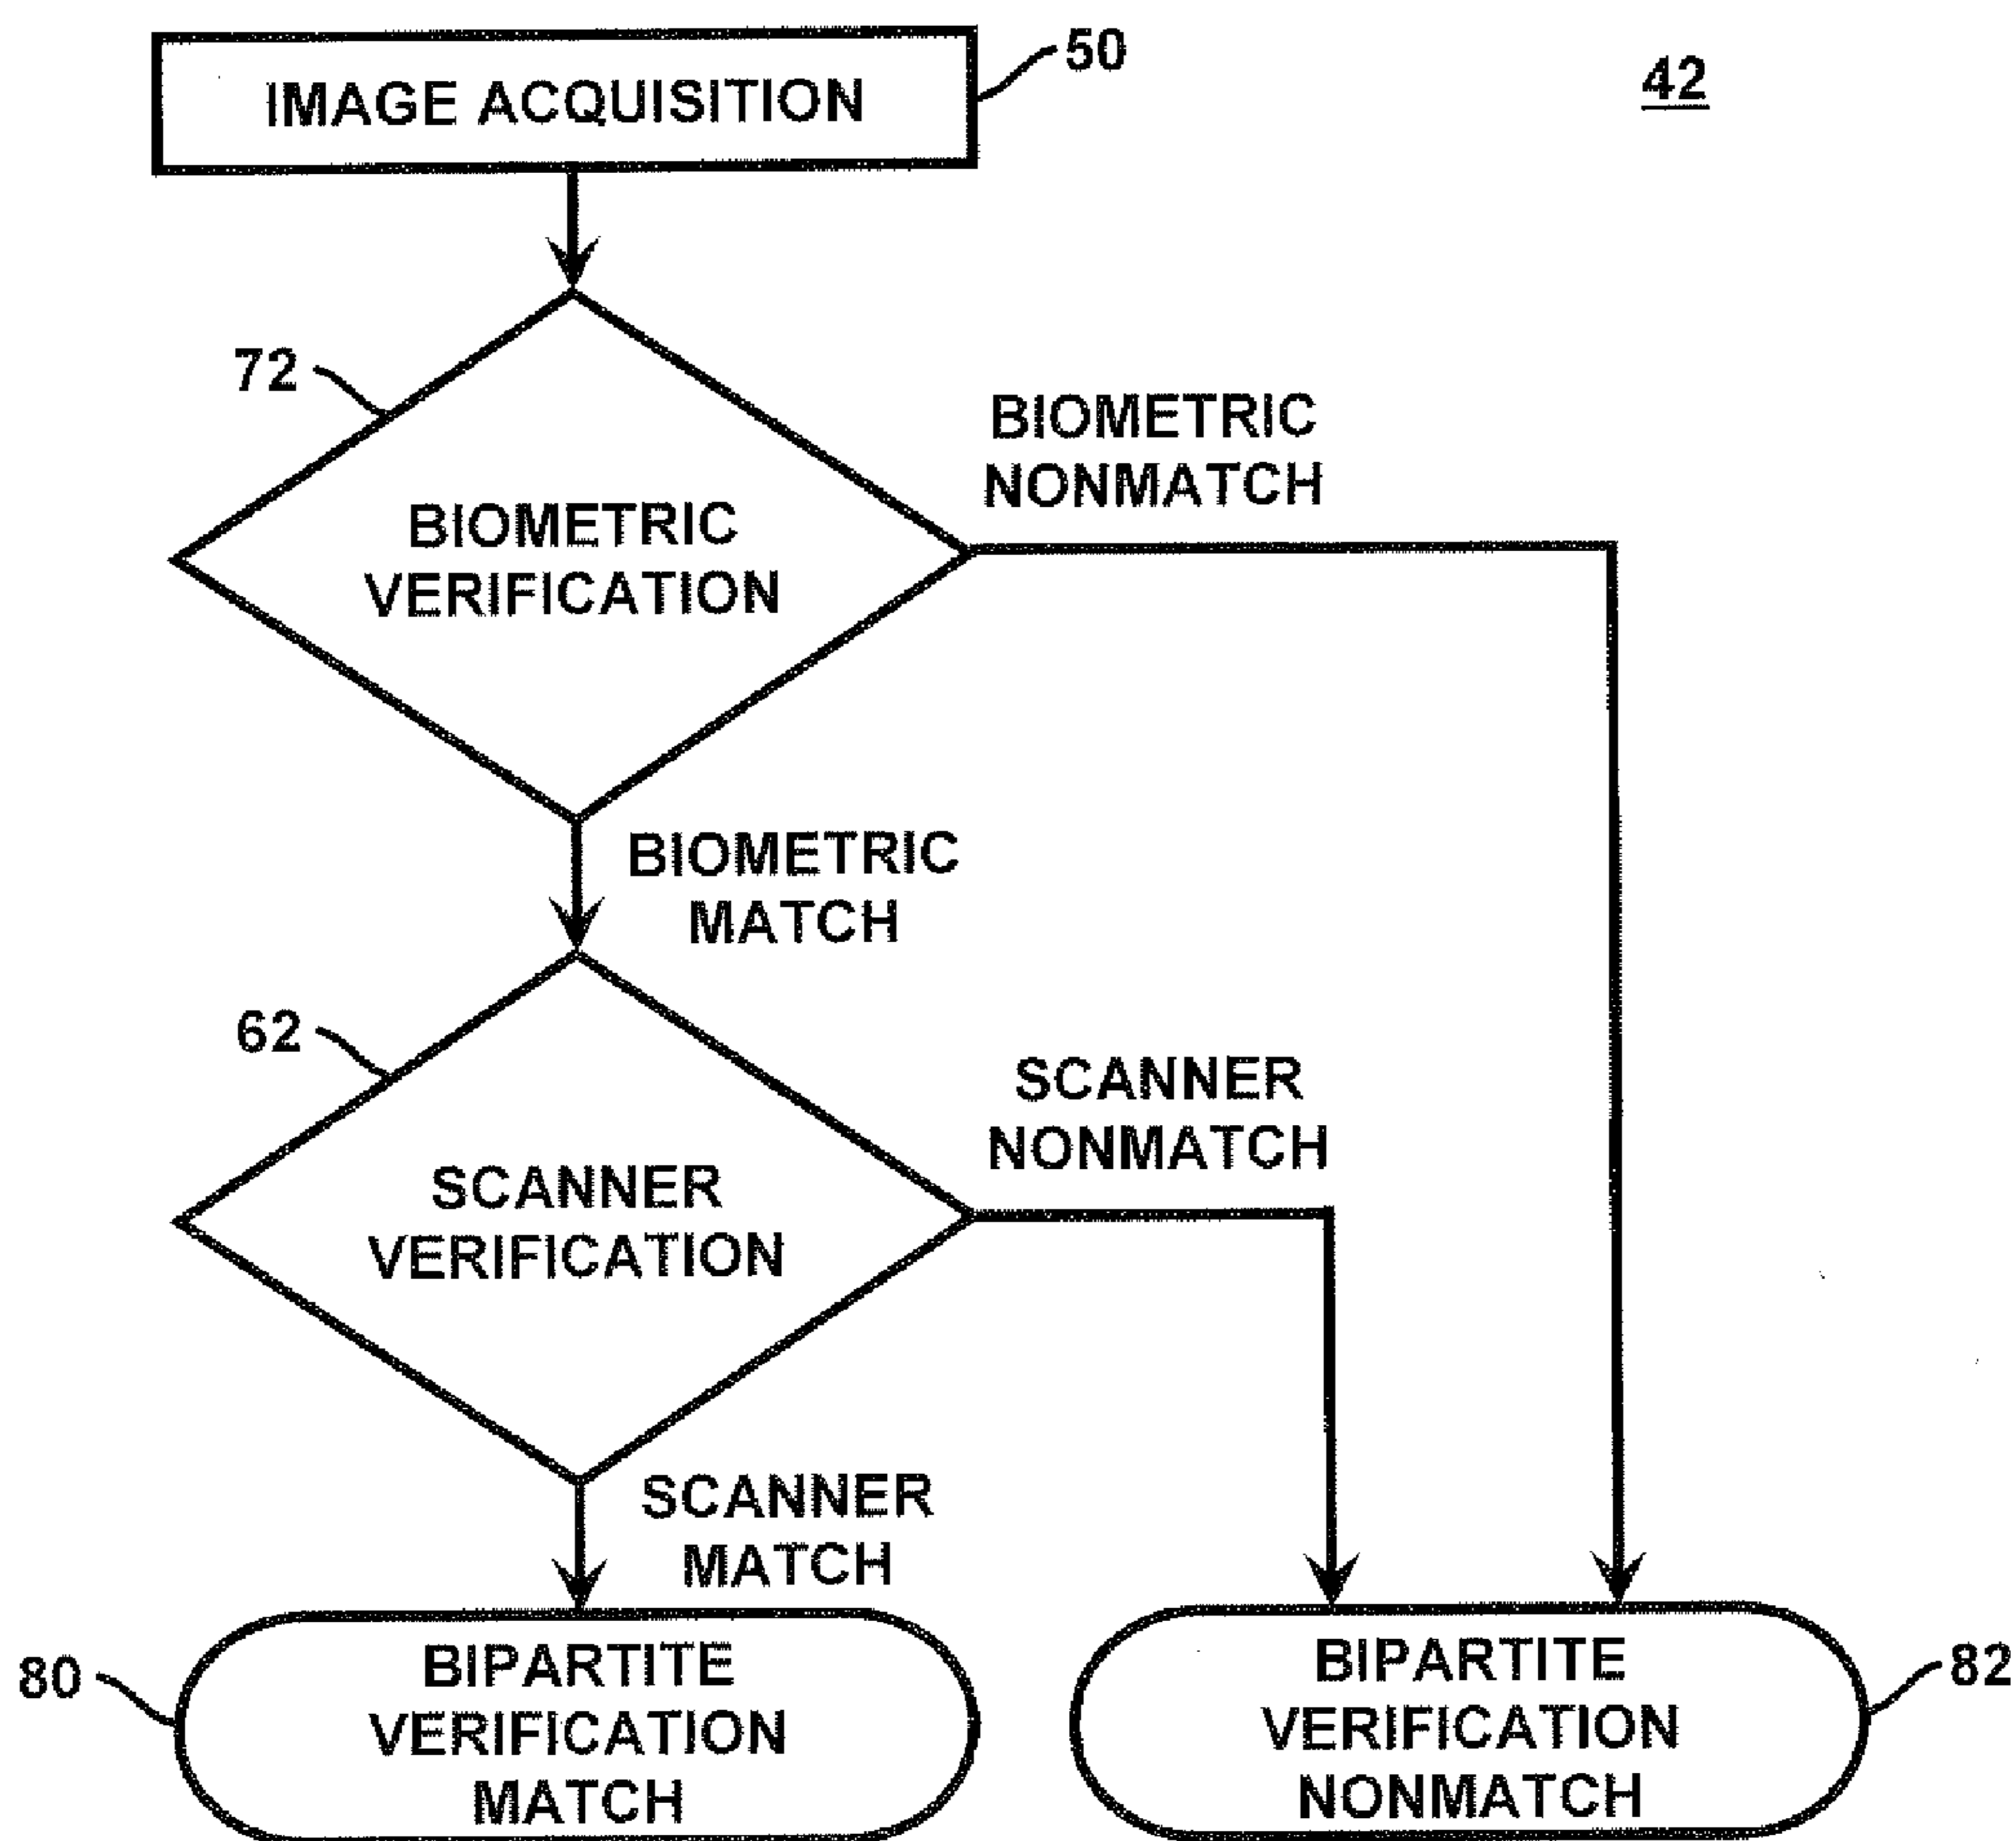 IMAGE ACQUISITION
50
42
72
BIOMETRIC
VERIFICATION
BIOMETRIC
NONMATCH
BIOMETRIC
MATCH
62
SCANNER
VERIFICATION
SCANNER
NONMATCH
SCANNER
MATCH
80
BIPARTITE
VERIFICATION
MATCH
BIPARTITE
VERIFICATION
NONMATCH
82